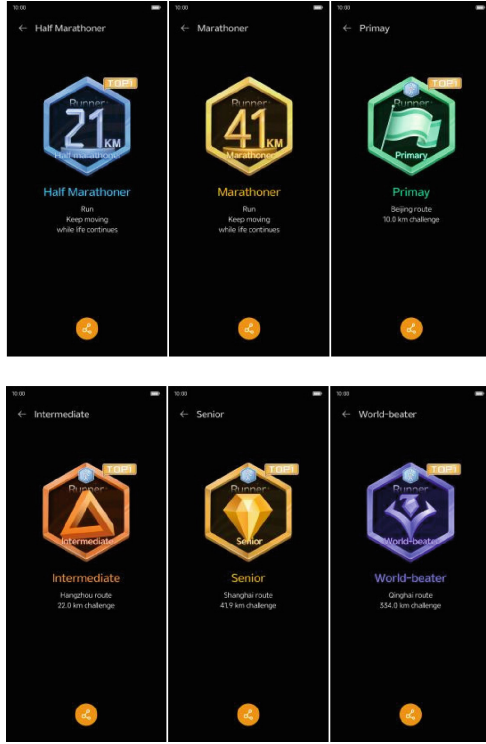 10:00
← Half Marathoner
TOP1
Runner
21 KM
Half-marathoner
Half Marathoner
Run
Keep moving
while life continues
10:00
← Marathoner
Runner
41 KM
Marathoner
Marathoner
Run
Keep moving
while life continues
10:00
← Primay
TOP1
Runner
Primary
Primay
Beijing route
10.0 km challenge
10:00
← Intermediate
TOP1
Runner
Intermediate
Intermediate
Hangzhou route
22.0 km challenge
10:00
← Senior
TOP1
Runner
Senior
Senior
Shanghai route
41.9 km challenge
10:00
← World-beater
TOP1
Runner
World-beater
World-beater
Qinghai route
334.0 km challenge